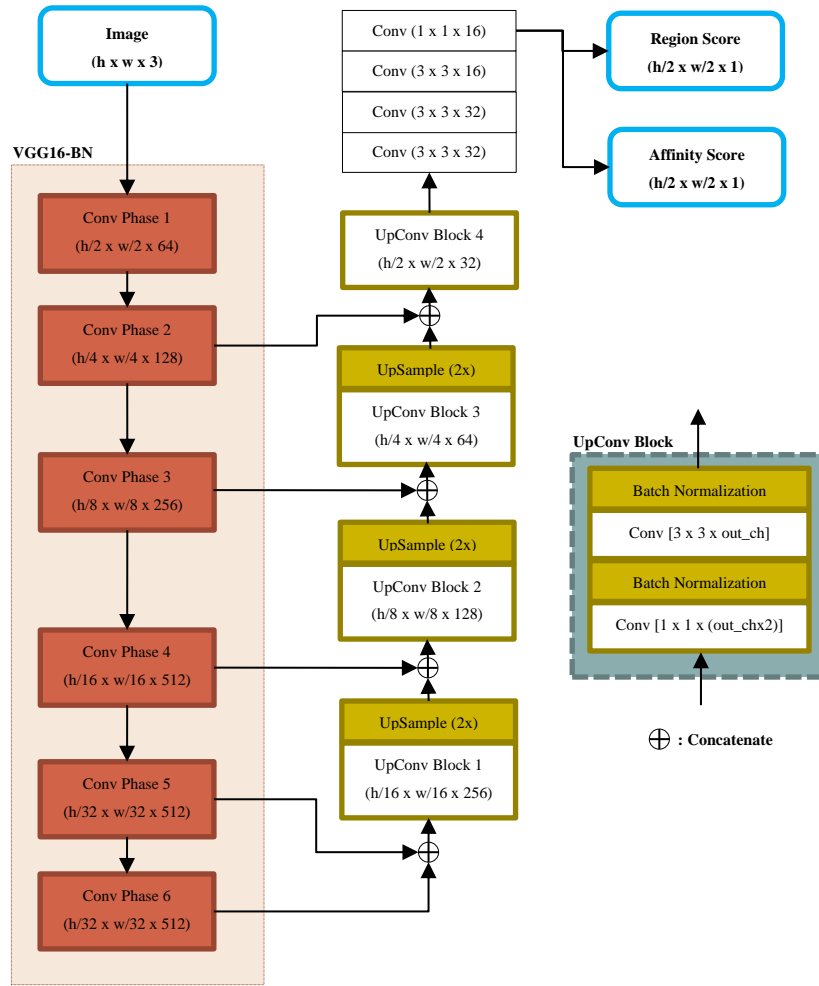 Image
(h x w x 3)
VGG16-BN
Conv Phase 1
(h/2 x w/2 x 64)
Conv Phase 2
(h/4 x w/4 x 128)
Conv Phase 3
(h/8 x w/8 x 256)
Conv Phase 4
(h/16 x w/16 x 512)
Conv Phase 5
(h/32 x w/32 x 512)
Conv Phase 6
(h/32 x w/32 x 512)
Conv (1 x 1 x 16)
Conv (3 x 3 x 16)
Conv (3 x 3 x 32)
Conv (3 x 3 x 32)
UpConv Block 4
(h/2 x w/2 x 32)
UpSample (2x)
UpConv Block 3
(h/4 x w/4 x 64)
UpSample (2x)
UpConv Block 2
(h/8 x w/8 x 128)
UpSample (2x)
UpConv Block 1
(h/16 x w/16 x 256)
Region Score
(h/2 x w/2 x 1)
Affinity Score
(h/2 x w/2 x 1)
UpConv Block
Batch Normalization
Conv [3 x 3 x out_ch]
Batch Normalization
Conv [1 x 1 x (out_chx2)]
: Concatenate